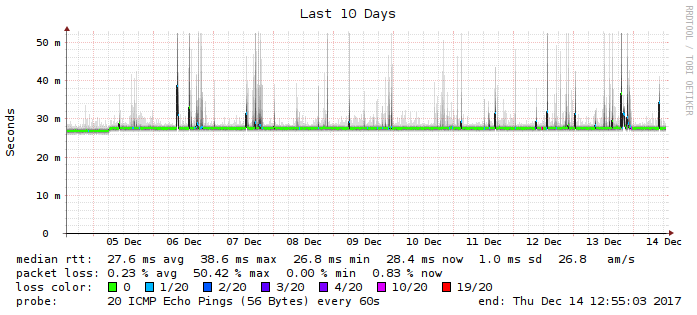 Last 10 Days
RRDTOOL / TOBI OETIKER
Seconds
50 m
40 m
30 m
20 m
10 m
0
05 Dec 06 Dec 07 Dec 08 Dec 09 Dec 10 Dec 11 Dec 12 Dec 13 Dec 14 Dec
median rtt: 27.6 ms avg 38.6 ms max 26.8 ms min 28.4 ms now 1.0 ms sd 26.8 am/s
packet loss: 0.23 % avg 50.42 % max 0.00 % min 0.83 % now
loss color: 0 1/20 2/20 3/20 4/20 10/20 19/20
probe: 20 ICMP Echo Pings (56 Bytes) every 60s end: Thu Dec 14 12:55:03 2017